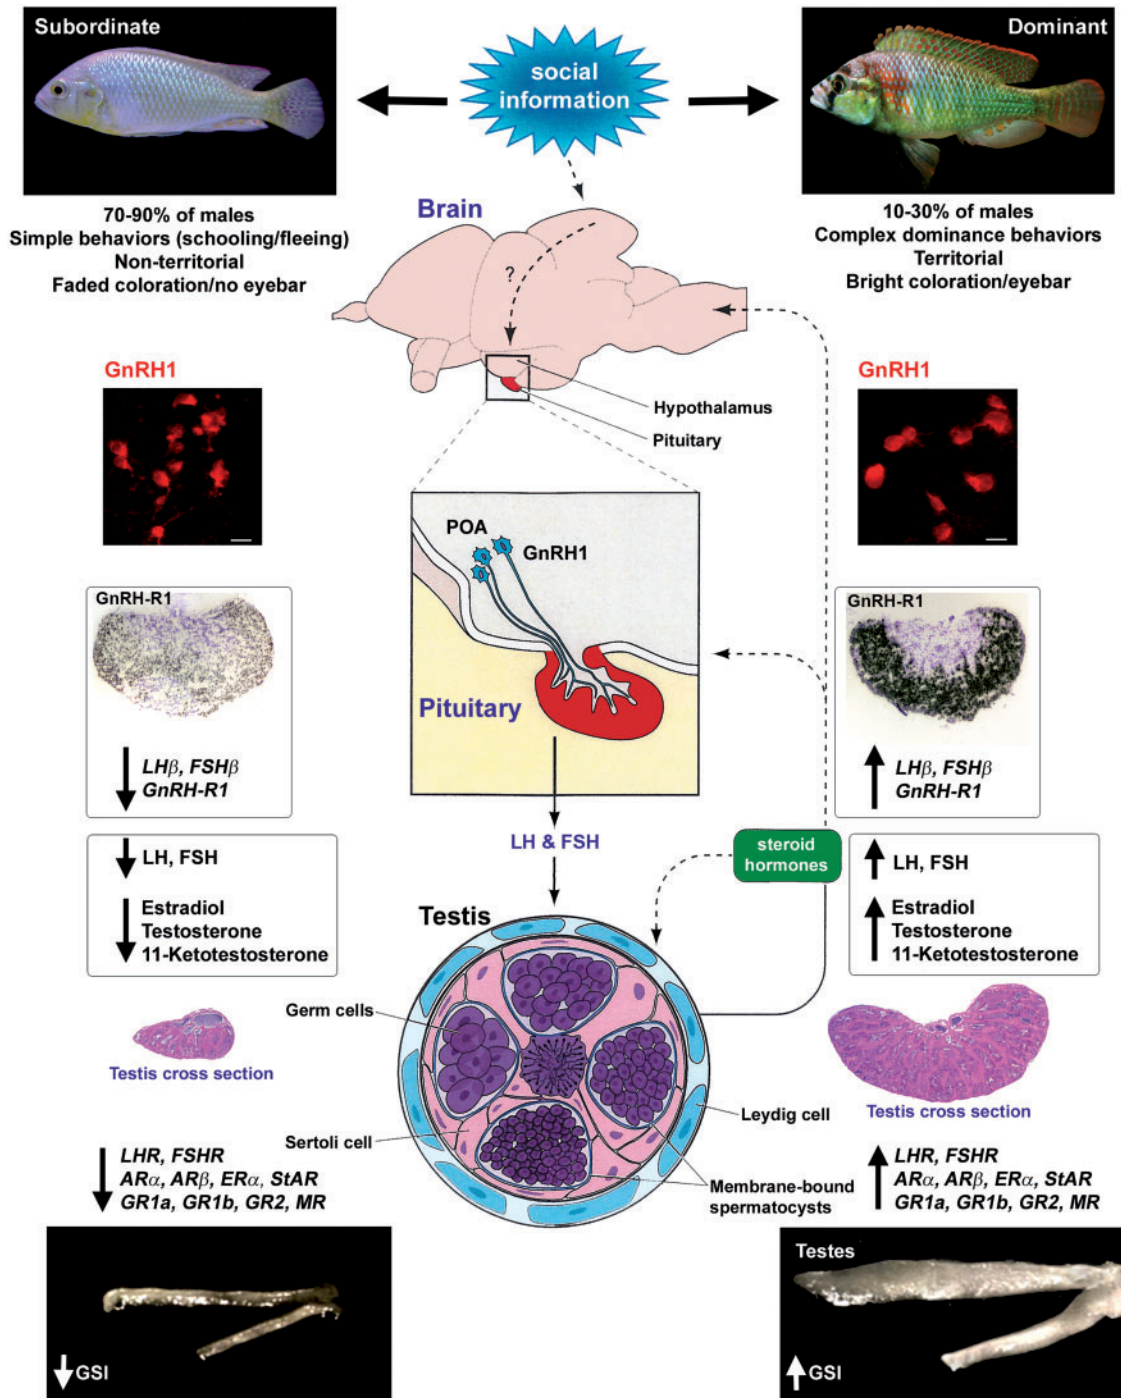 Subordinate
social
information
Dominant
70-90% of males
Simple behaviors (schooling/fleeing)
Non-territorial
Faded coloration/no eyebar
10-30% of males
Complex dominance behaviors
Territorial
Bright coloration/eyebar
Brain
?
Hypothalamus
Pituitary
GnRH1
GnRH1
POA
GnRH1
Pituitary
GnRH-R1
LHβ, FSHβ
GnRH-R1
GnRH-R1
LHβ, FSHβ
GnRH-R1
LH & FSH
steroid
hormones
LH, FSH
Estradiol
Testosterone
11-Ketotestosterone
LH, FSH
Estradiol
Testosterone
11-Ketotestosterone
Testis
Germ cells
Sertoli cell
Leydig cell
Membrane-bound
spermatocysts
Testis cross section
Testis cross section
LHR, FSHR
ARα, ARβ, ERα, StAR
GR1a, GR1b, GR2, MR
LHR, FSHR
ARα, ARβ, ERα, StAR
GR1a, GR1b, GR2, MR
GSI
Testes
GSI